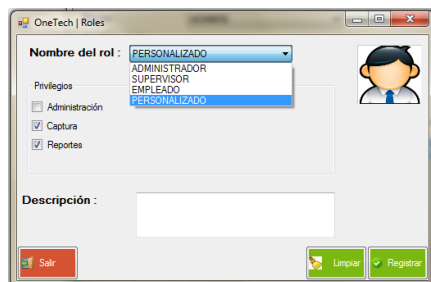 OneTech | Roles
Nombre del rol : PERSONALIZADO
ADMINISTRADOR
SUPERVISOR
EMPLEADO
PERSONALIZADO
Privilegios
Administración
Captura
Reportes
Descripción :
Salir
Limpiar
Registrar